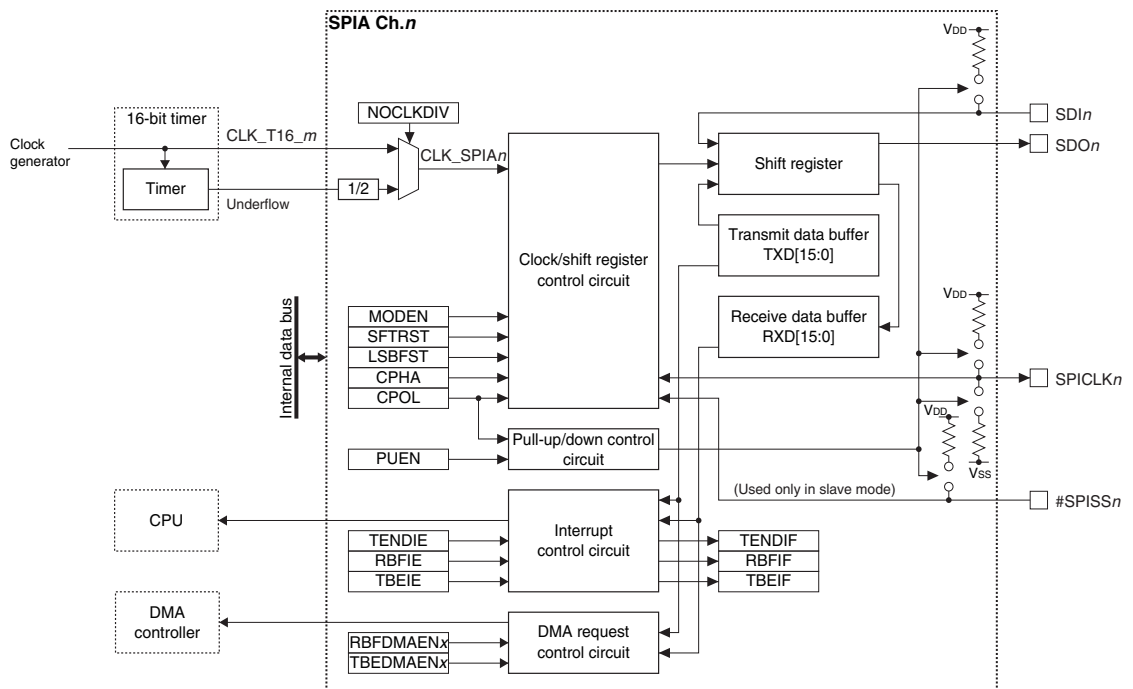 SPIA Ch.n
VDD
NOCLKDIV
16-bit timer
CLK_T16_m
SDIn
Clock
generator
CLK_SPIAn
SDOn
Shift register
Timer
1/2
Underflow
Transmit data buffer
TXD[15:0]
Clock/shift register
control circuit
VDD
Internal data bus
MODEN
Receive data buffer
RXD[15:0]
SFTRST
LSBFST
CPHA
SPICLKn
CPOL
VDD
Pull-up/down control
circuit
PUEN
VSS
(Used only in slave mode)
#SPISSn
CPU
Interrupt
control circuit
TENDIE
TENDIF
RBFIE
RBFIF
TBEIE
TBEIF
DMA
controller
DMA request
control circuit
RBFDMAENx
TBEDMAENx